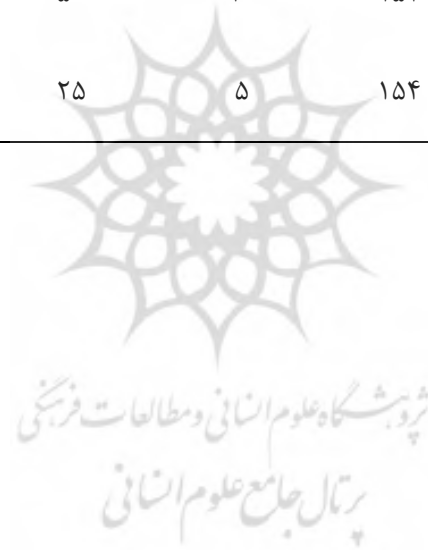 ۲۵ ۵ ۱۵۴
پژوهشگاه علوم انسانی و مطالعات فرهنگی
پرتال جامع علوم انسانی